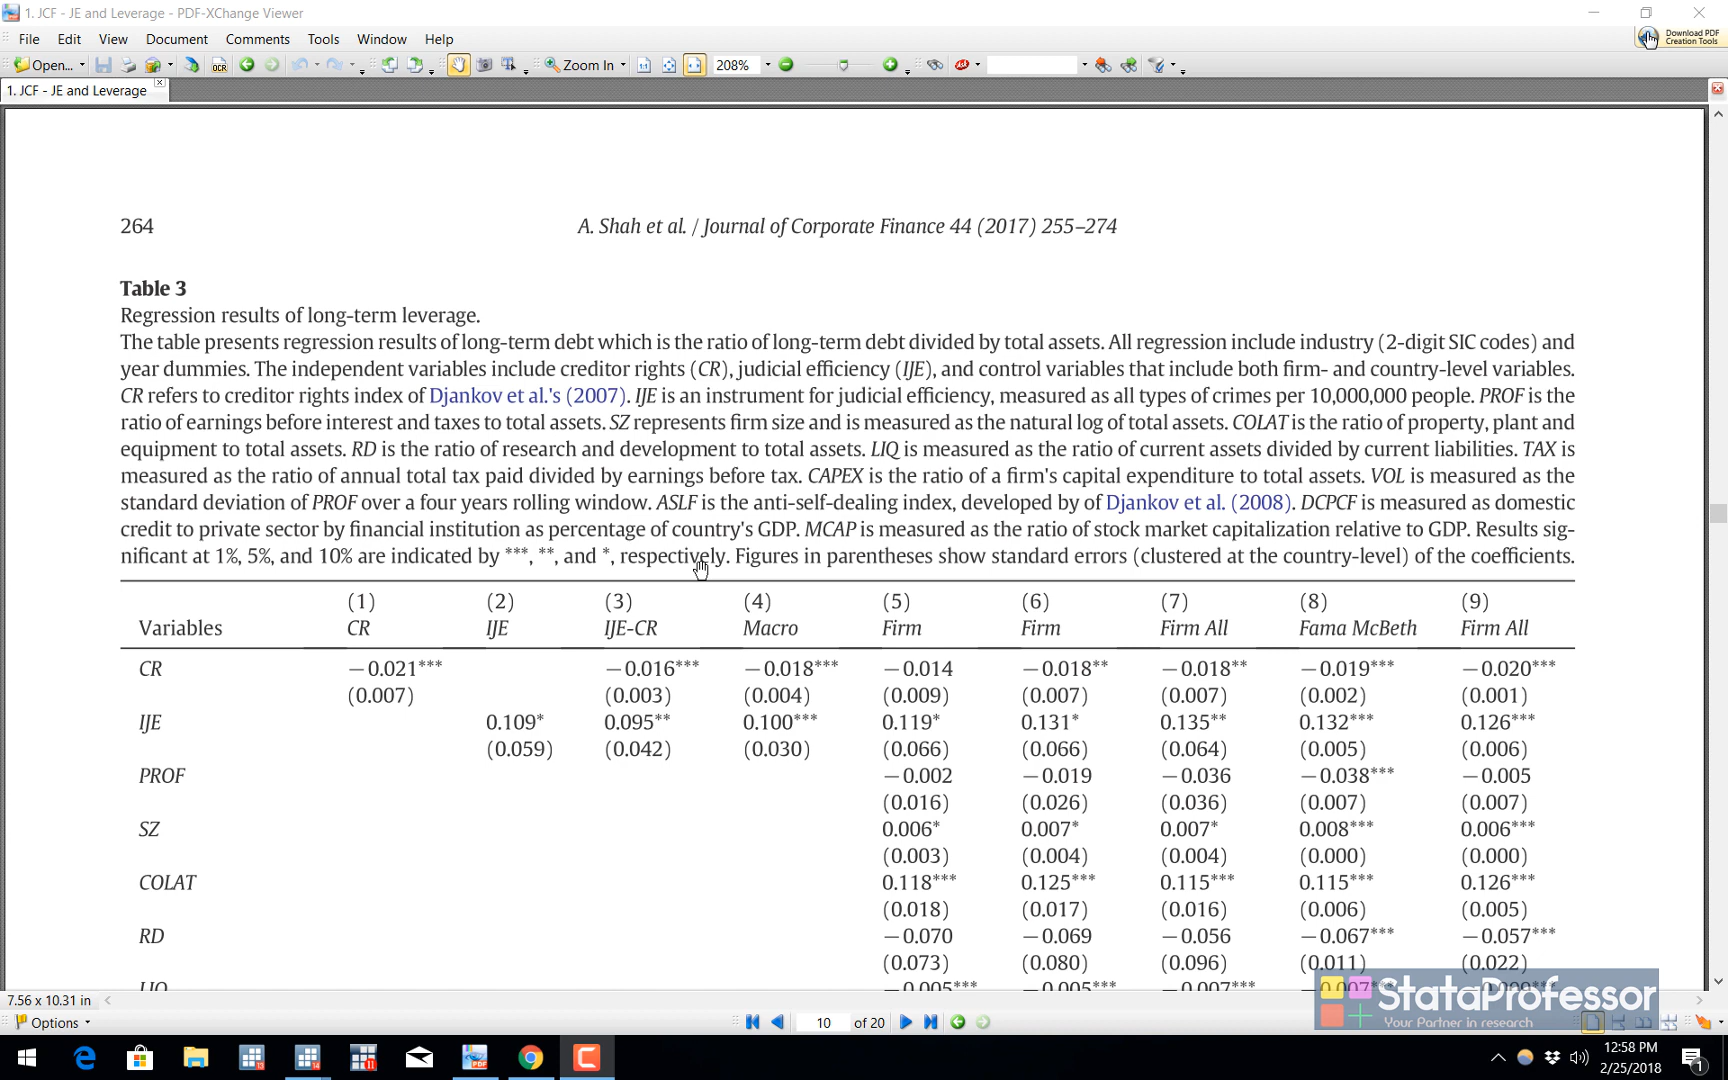 1. JCF - JE and Leverage - PDF-XChange Viewer
File Edit View Document Comments Tools Window Help
Download PDF
Creation Tools
Open... OCR Zoom In 208%
1. JCF - JE and Leverage
264 A. Shah et al. / Journal of Corporate Finance 44 (2017) 255–274
Table 3
Regression results of long-term leverage.
The table presents regression results of long-term debt which is the ratio of long-term debt divided by total assets. All regression include industry (2-digit SIC codes) and
year dummies. The independent variables include creditor rights (CR), judicial efficiency (IJE), and control variables that include both firm- and country-level variables.
CR refers to creditor rights index of Djankov et al.'s (2007). IJE is an instrument for judicial efficiency, measured as all types of crimes per 10,000,000 people. PROF is the
ratio of earnings before interest and taxes to total assets. SZ represents firm size and is measured as the natural log of total assets. COLAT is the ratio of property, plant and
equipment to total assets. RD is the ratio of research and development to total assets. LIQ is measured as the ratio of current assets divided by current liabilities. TAX is
measured as the ratio of annual total tax paid divided by earnings before tax. CAPEX is the ratio of a firm's capital expenditure to total assets. VOL is measured as the
standard deviation of PROF over a four years rolling window. ASLF is the anti-self-dealing index, developed by of Djankov et al. (2008). DCPCF is measured as domestic
credit to private sector by financial institution as percentage of country's GDP. MCAP is measured as the ratio of stock market capitalization relative to GDP. Results sig-
nificant at 1%, 5%, and 10% are indicated by ***, **, and *, respectively. Figures in parentheses show standard errors (clustered at the country-level) of the coefficients.
(1) (2) (3) (4) (5) (6) (7) (8) (9)
Variables CR IJE IJE-CR Macro Firm Firm Firm All Fama McBeth Firm All
CR −0.021*** −0.016*** −0.018*** −0.014 −0.018** −0.018** −0.019*** −0.020***
(0.007) (0.003) (0.004) (0.009) (0.007) (0.007) (0.002) (0.001)
IJE 0.109* 0.095** 0.100*** 0.119* 0.131* 0.135** 0.132*** 0.126***
(0.059) (0.042) (0.030) (0.066) (0.066) (0.064) (0.005) (0.006)
PROF −0.002 −0.019 −0.036 −0.038*** −0.005
(0.016) (0.026) (0.036) (0.007) (0.007)
SZ 0.006* 0.007* 0.007* 0.008*** 0.006***
(0.003) (0.004) (0.004) (0.000) (0.000)
COLAT 0.118*** 0.125*** 0.115*** 0.115*** 0.126***
(0.018) (0.017) (0.016) (0.006) (0.005)
RD −0.070 −0.069 −0.056 −0.067*** −0.057***
(0.073) (0.080) (0.096) (0.011) (0.022)
LIQ −0.005*** −0.005*** −0.007***
StataProfessor
Your Partner in research
7.56 x 10.31 in
Options 10 of 20
12:58 PM
2/25/2018